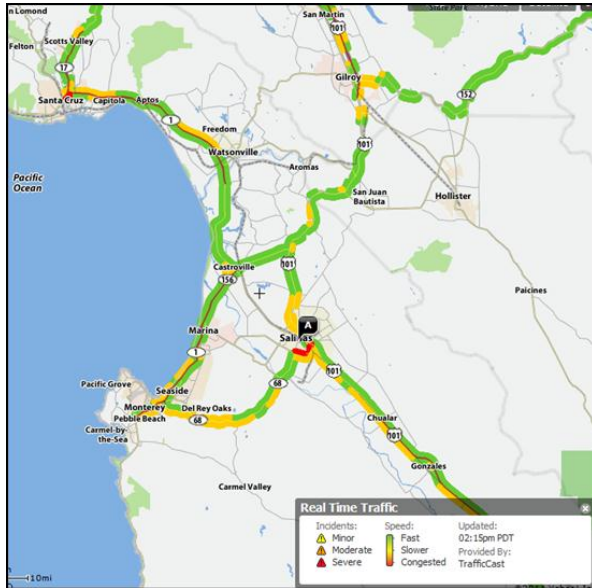 Scotts Valley
Felton
17
Santa Cruz
Capitola
Aptos
1
Freedom
Watsonville
San Martin
101
Gilroy
152
101
Aromas
San Juan
Bautista
Hollister
Pacific
Ocean
Castroville
156
101
Paicines
Marina
A
Salinas
1
Seaside
68
101
Pacific Grove
Monterey
Del Rey Oaks
Pebble Beach
68
Chualar
Carmel-by-
the-Sea
101
Gonzales
Carmel Valley
Real Time Traffic
Incidents:
Speed:
Updated:
Minor
Fast
02:15pm PDT
Moderate
Slower
Provided By:
Severe
Congested
TrafficCast
10mi